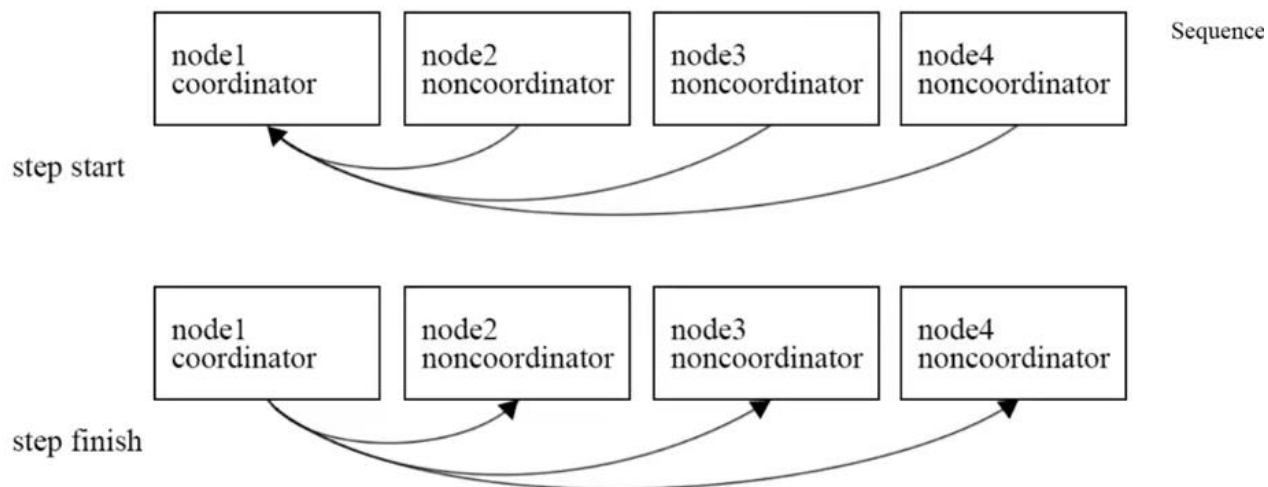 node1
coordinator
node2
noncoordinator
node3
noncoordinator
node4
noncoordinator
Sequence
step start
node1
coordinator
node2
noncoordinator
node3
noncoordinator
node4
noncoordinator
step finish